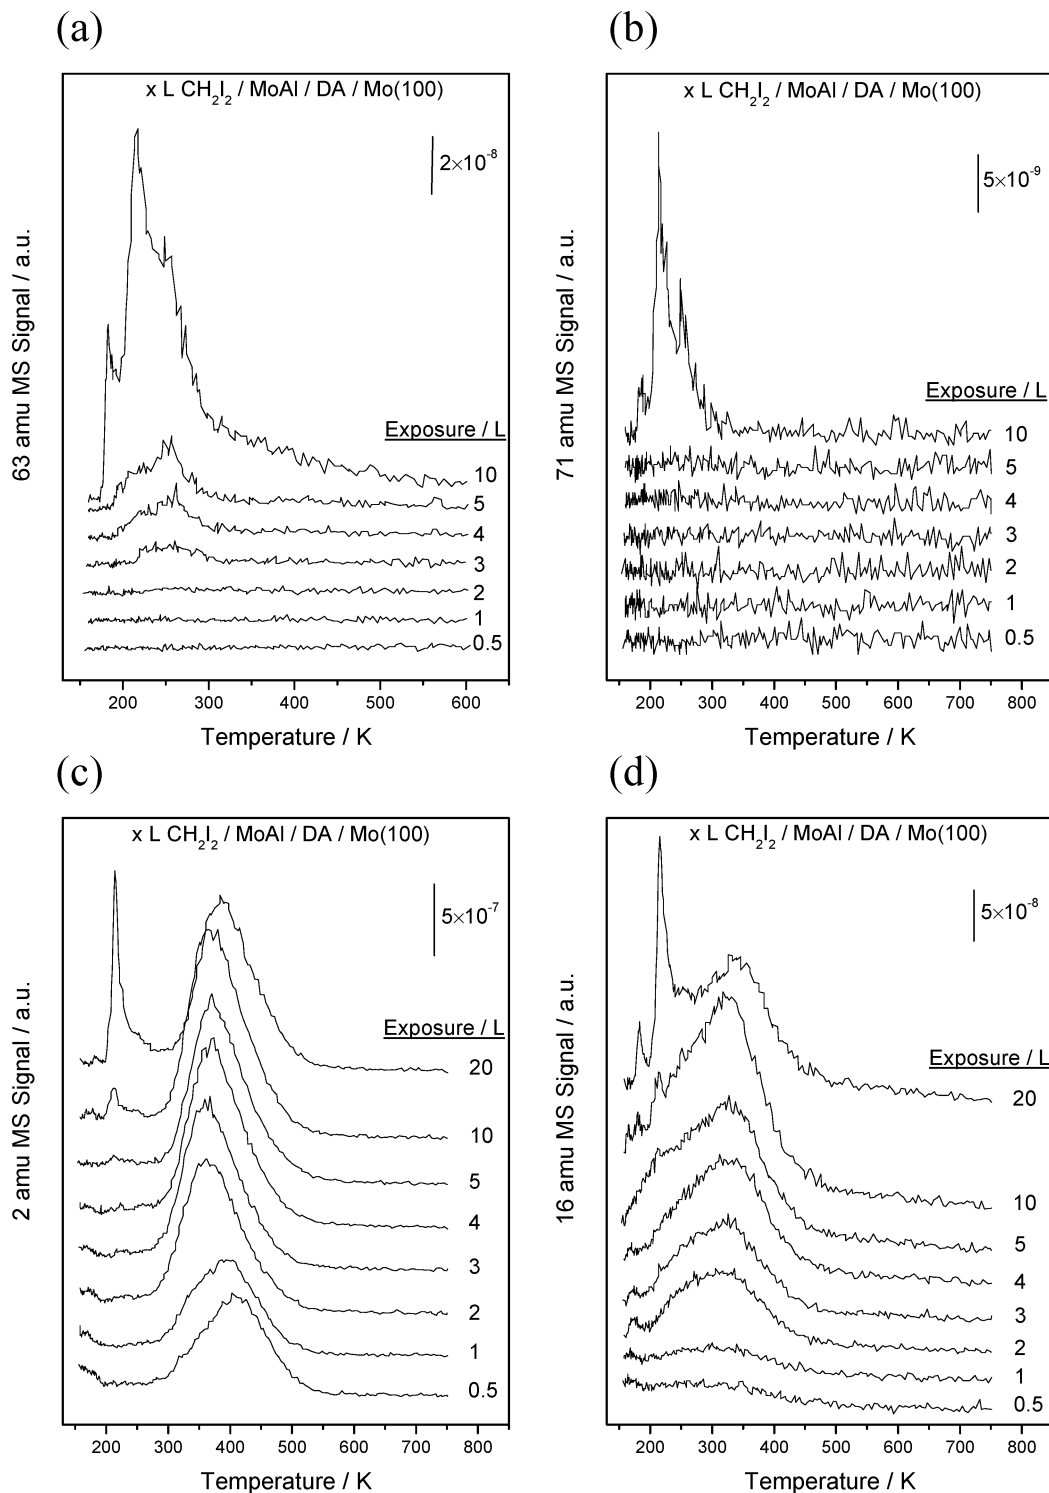 (a)
x L CH₂I₂ / MoAl / DA / Mo(100)
2×10⁻⁸
63 amu MS Signal / a.u.
Exposure / L
10
5
4
3
2
1
0.5
200 300 400 500 600
Temperature / K
(b)
x L CH₂I₂ / MoAl / DA / Mo(100)
5×10⁻⁹
71 amu MS Signal / a.u.
Exposure / L
10
5
4
3
2
1
0.5
200 300 400 500 600 700 800
Temperature / K
(c)
x L CH₂I₂ / MoAl / DA / Mo(100)
5×10⁻⁷
2 amu MS Signal / a.u.
Exposure / L
20
10
5
4
3
2
1
0.5
200 300 400 500 600 700 800
Temperature / K
(d)
x L CH₂I₂ / MoAl / DA / Mo(100)
5×10⁻⁸
16 amu MS Signal / a.u.
Exposure / L
20
10
5
4
3
2
1
0.5
200 300 400 500 600 700 800
Temperature / K